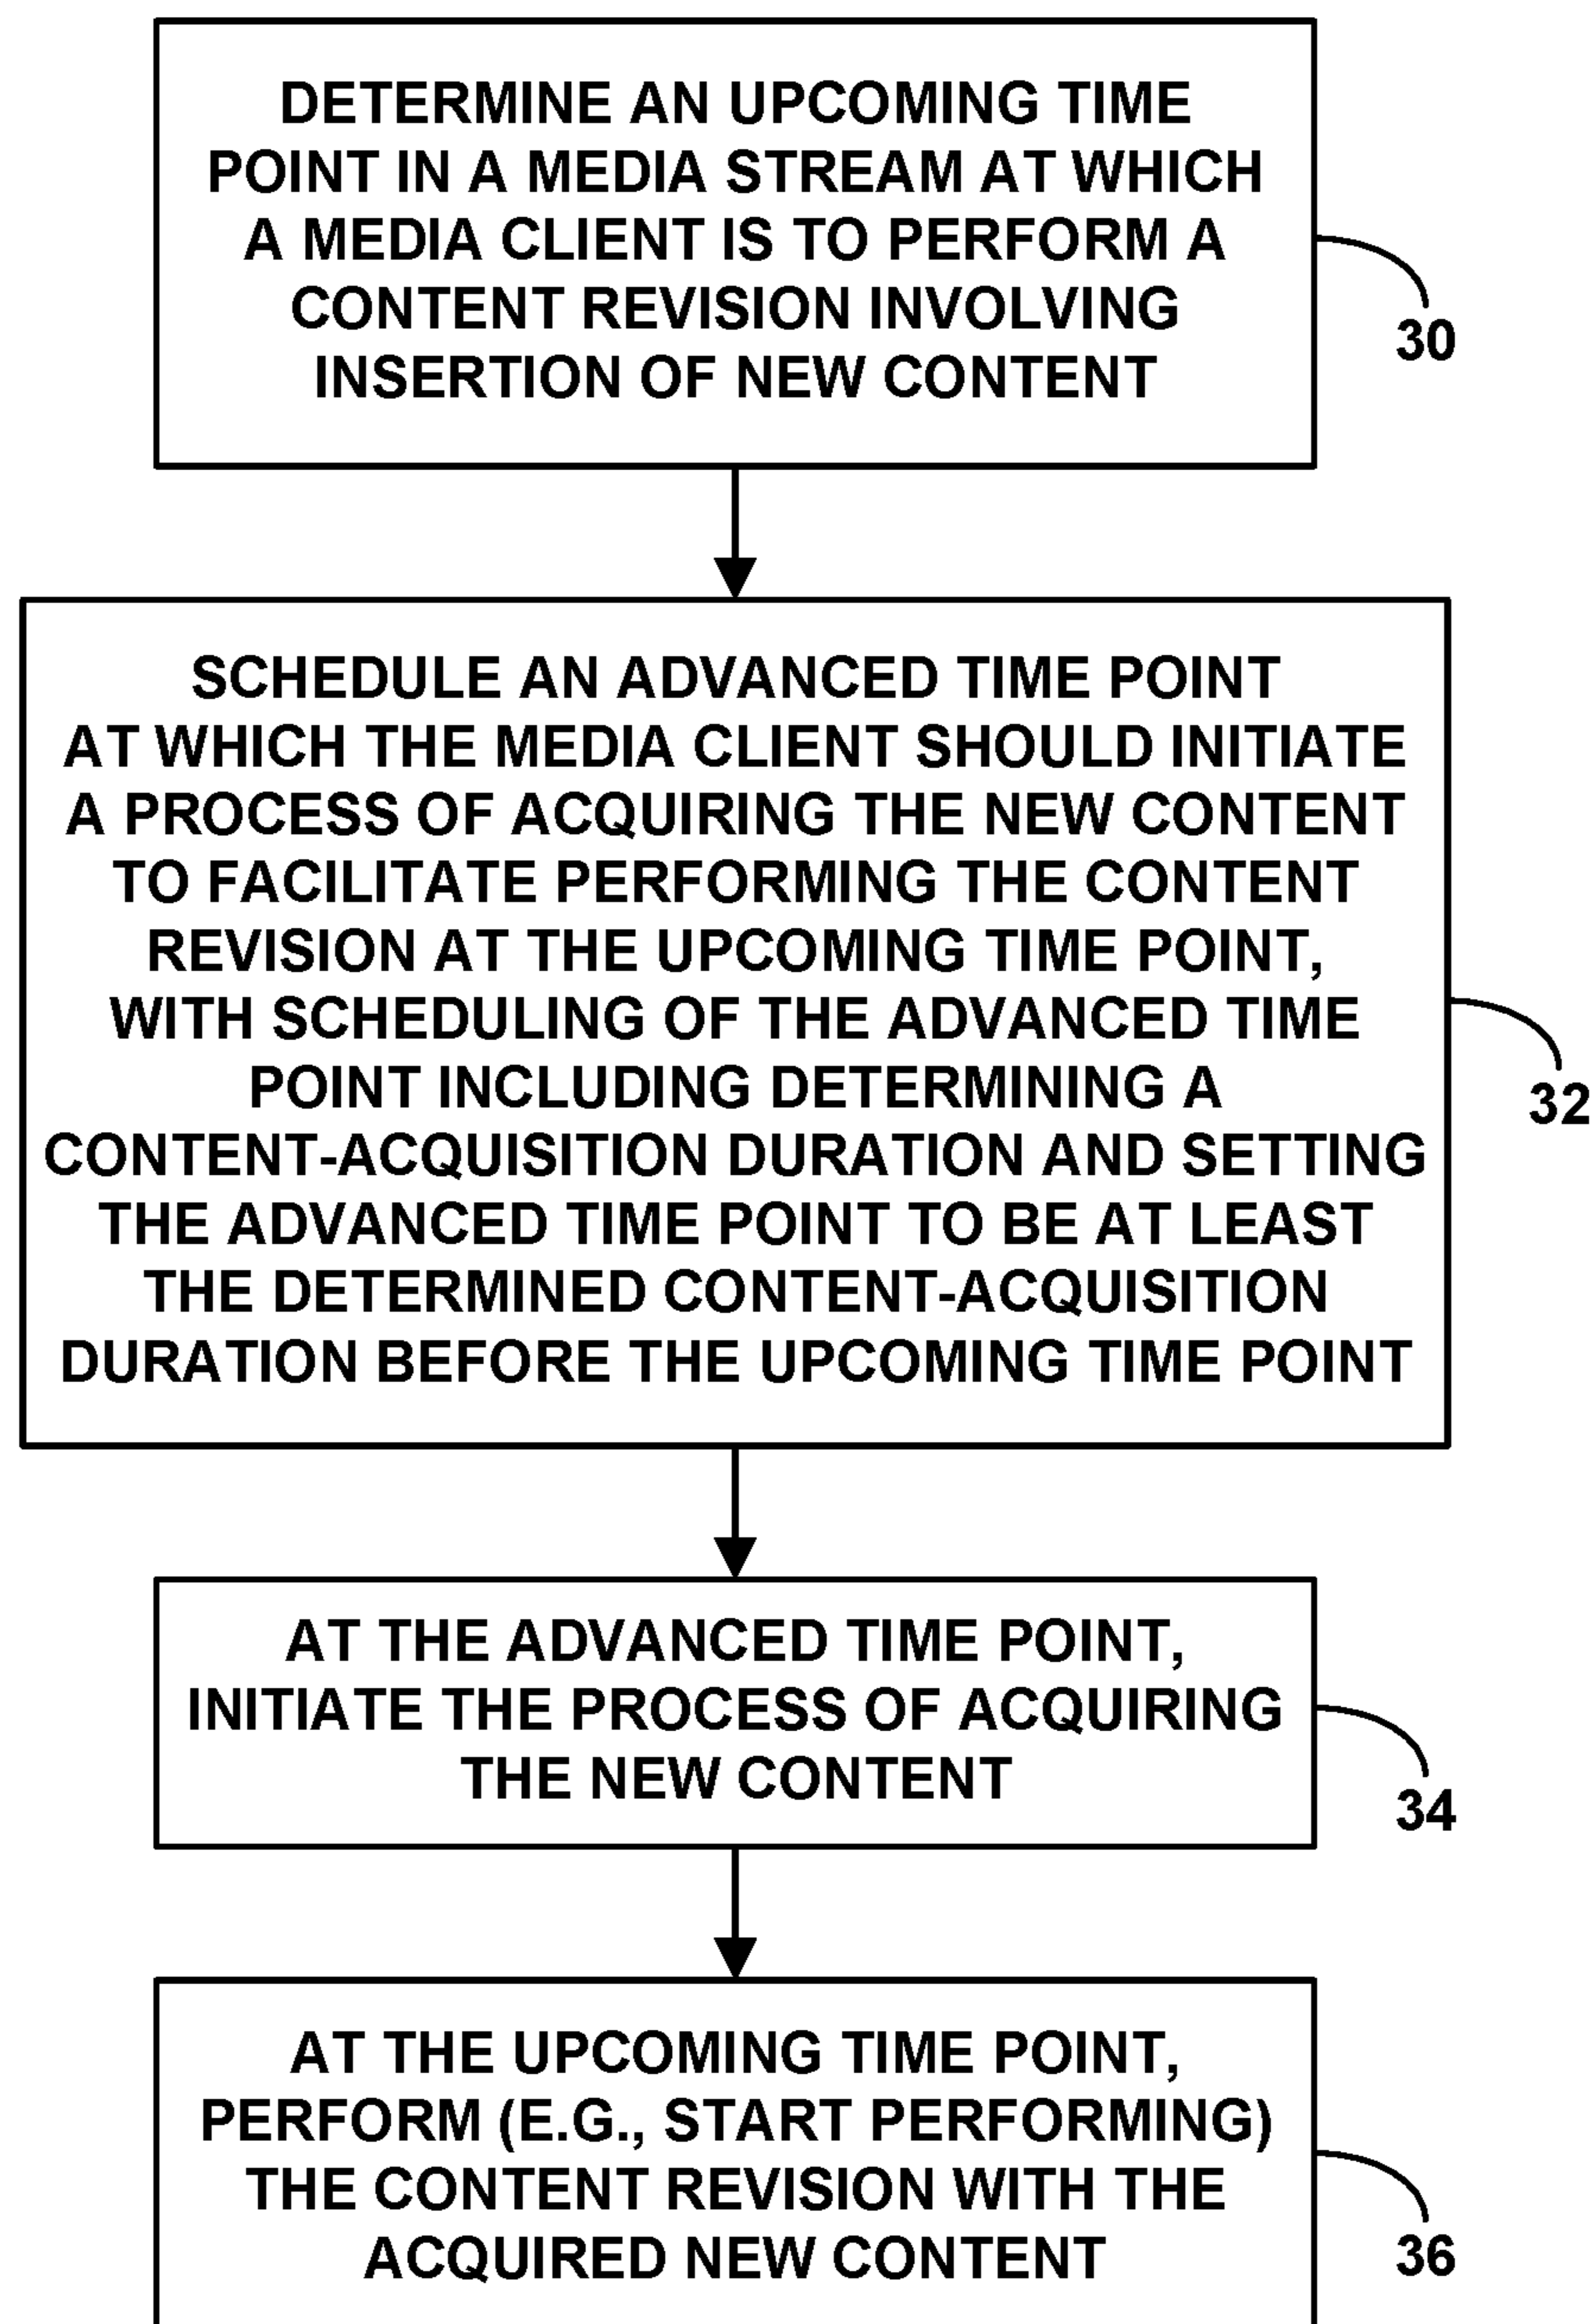 DETERMINE AN UPCOMING TIME
POINT IN A MEDIA STREAM AT WHICH
A MEDIA CLIENT IS TO PERFORM A
CONTENT REVISION INVOLVING
INSERTION OF NEW CONTENT
30
SCHEDULE AN ADVANCED TIME POINT
AT WHICH THE MEDIA CLIENT SHOULD INITIATE
A PROCESS OF ACQUIRING THE NEW CONTENT
TO FACILITATE PERFORMING THE CONTENT
REVISION AT THE UPCOMING TIME POINT,
WITH SCHEDULING OF THE ADVANCED TIME
POINT INCLUDING DETERMINING A
CONTENT-ACQUISITION DURATION AND SETTING
THE ADVANCED TIME POINT TO BE AT LEAST
THE DETERMINED CONTENT-ACQUISITION
DURATION BEFORE THE UPCOMING TIME POINT
32
AT THE ADVANCED TIME POINT,
INITIATE THE PROCESS OF ACQUIRING
THE NEW CONTENT
34
AT THE UPCOMING TIME POINT,
PERFORM (E.G., START PERFORMING)
THE CONTENT REVISION WITH THE
ACQUIRED NEW CONTENT
36